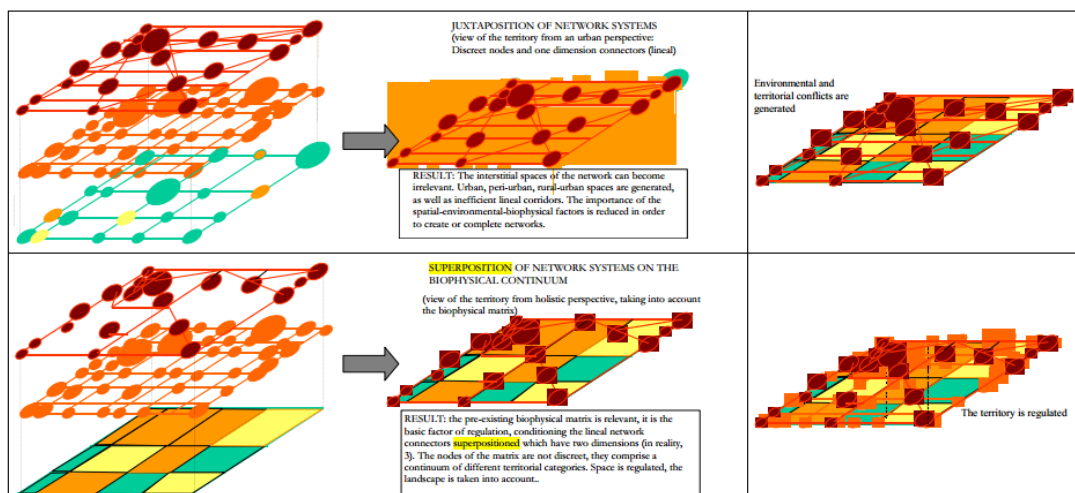 JUXTAPOSITION OF NETWORK SYSTEMS
(view of the territory from an urban perspective:
Discreet nodes and one dimension connectors (lineal)
RESULT: The interstitial spaces of the network can become
irrelevant. Urban, peri-urban, rural-urban spaces are generated,
as well as inefficient lineal corridors. The importance of the
spatial-environmental-biophysical factors is reduced in order
to create or complete networks.
Environmental and
territorial conflicts are
generated
SUPERPOSITION OF NETWORK SYSTEMS ON THE
BIOPHYSICAL CONTINUUM
(view of the territory from holistic perspective, taking into account
the biophysical matrix)
RESULT: the pre-existing biophysical matrix is relevant, it is the
basic factor of regulation, conditioning the lineal network
connectors superpositioned which have two dimensions (in reality,
3). The nodes of the matrix are not discreet, they comprise a
continuum of different territorial categories. Space is regulated, the
landscape is taken into account..
The territory is regulated